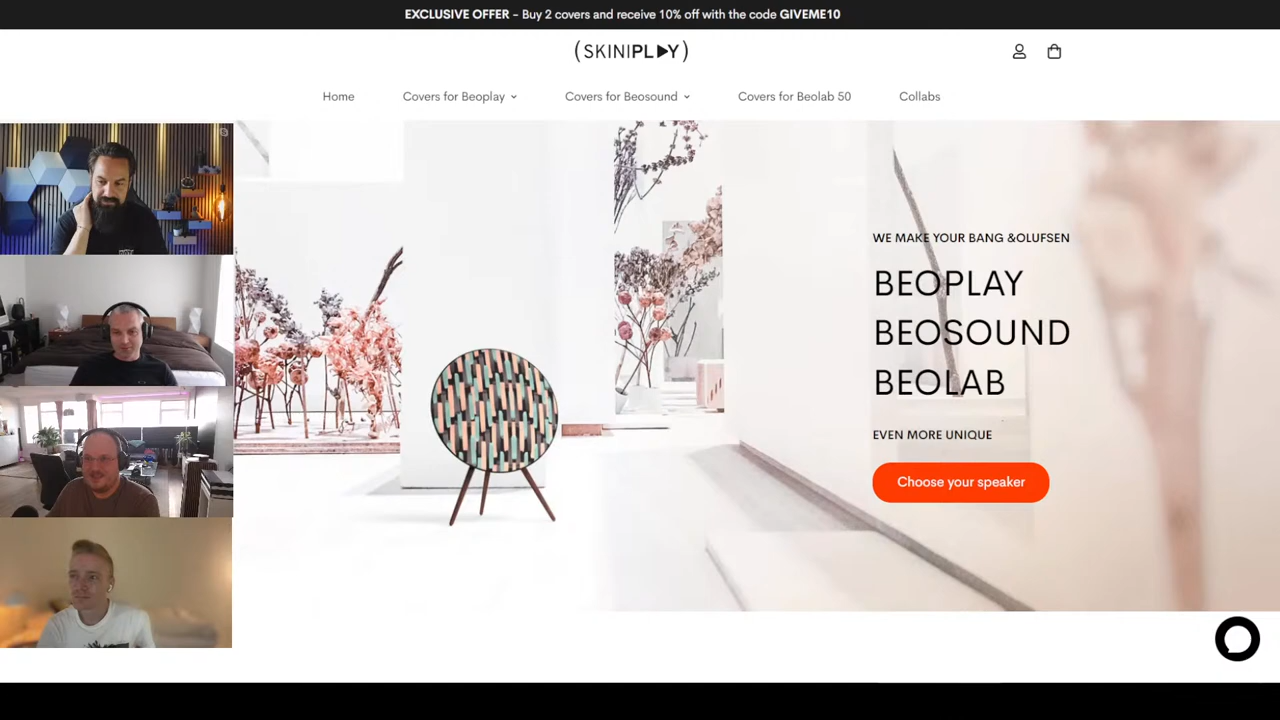 EXCLUSIVE OFFER - Buy 2 covers and receive 10% off with the code GIVEME10
(SKINIPLAY)
Home Covers for Beoplay Covers for Beosound Covers for Beolab 50 Collabs
WE MAKE YOUR BANG &OLUFSEN
BEOPLAY
BEOSOUND
BEOLAB
EVEN MORE UNIQUE
Choose your speaker